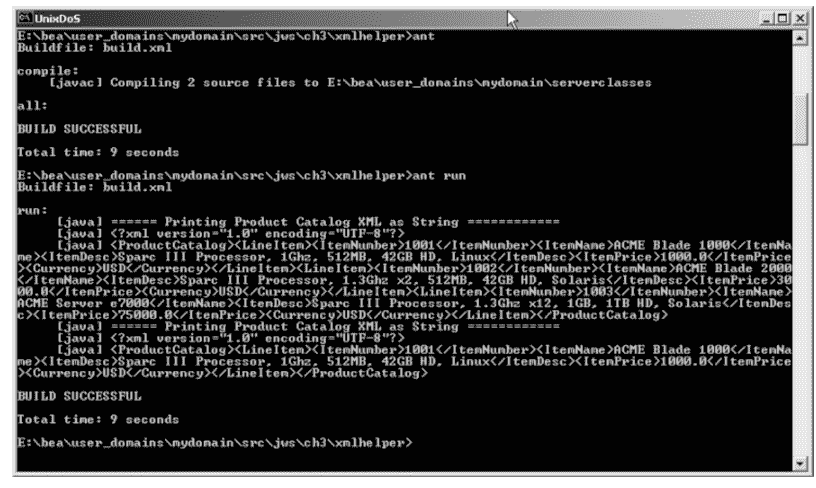 UnixDoS
E:\bea\user_domains\mydomain\src\jws\ch3\xmlhelper>ant
Buildfile: build.xml
compile:
[javac] Compiling 2 source files to E:\bea\user_domains\mydomain\serverclasses
all:
BUILD SUCCESSFUL
Total time: 9 seconds
E:\bea\user_domains\mydomain\src\jws\ch3\xmlhelper>ant run
Buildfile: build.xml
run:
[java] ====== Printing Product Catalog XML as String ============
[java] <?xml version="1.0" encoding="UTF-8"?>
[java] <ProductCatalog><LineItem><ItemNumber>1001</ItemNumber><ItemName>ACME Blade 1000</ItemNa
me><ItemDesc>Sparc III Processor, 1Ghz, 512MB, 42GB HD, Linux</ItemDesc><ItemPrice>1000.0</ItemPrice
><Currency>USD</Currency></LineItem><LineItem><ItemNumber>1002</ItemNumber><ItemName>ACME Blade 2000
</ItemName><ItemDesc>Sparc III Processor, 1.3Ghz x2, 512MB, 42GB HD, Solaris</ItemDesc><ItemPrice>30
00.0</ItemPrice><Currency>USD</Currency></LineItem><LineItem><ItemNumber>1003</ItemNumber><ItemName>
ACME Server e7000</ItemName><ItemDesc>Sparc III Processor, 1.3Ghz x12, 1GB, 1TB HD, Solaris</ItemDes
c><ItemPrice>75000.0</ItemPrice><Currency>USD</Currency></LineItem></ProductCatalog>
[java] ====== Printing Product Catalog XML as String ============
[java] <?xml version="1.0" encoding="UTF-8"?>
[java] <ProductCatalog><LineItem><ItemNumber>1001</ItemNumber><ItemName>ACME Blade 1000</ItemNa
me><ItemDesc>Sparc III Processor, 1Ghz, 512MB, 42GB HD, Linux</ItemDesc><ItemPrice>1000.0</ItemPrice
><Currency>USD</Currency></LineItem></ProductCatalog>
BUILD SUCCESSFUL
Total time: 9 seconds
E:\bea\user_domains\mydomain\src\jws\ch3\xmlhelper>